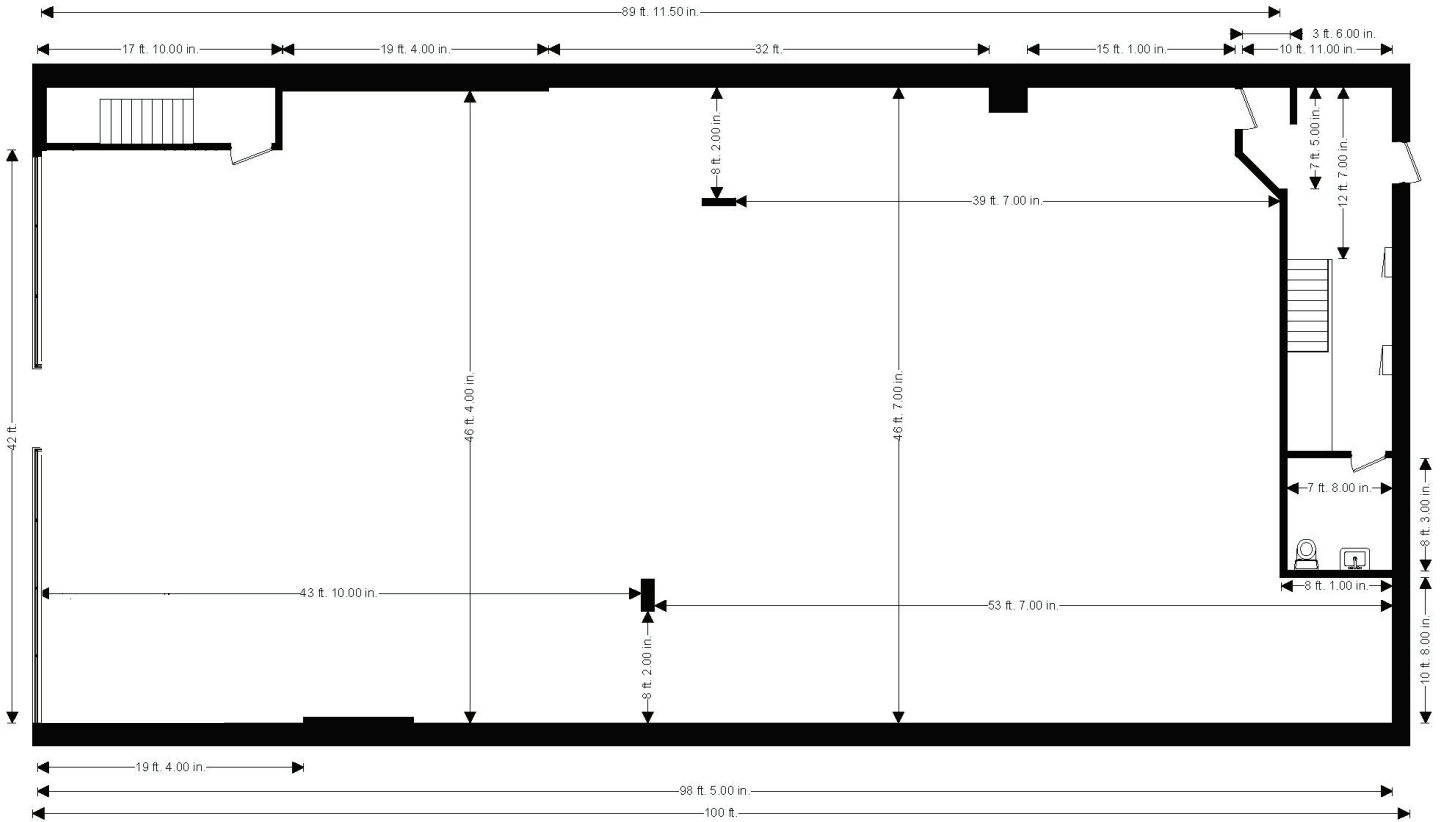 89 ft. 11.50 in.
3 ft. 6.00 in.
17 ft. 10.00 in.
19 ft. 4.00 in.
32 ft.
15 ft. 1.00 in.
10 ft. 11.00 in.
8 ft. 2.00 in.
7 ft. 5.00 in.
12 ft. 7.00 in.
39 ft. 7.00 in.
42 ft.
46 ft. 4.00 in.
46 ft. 7.00 in.
7 ft. 8.00 in.
8 ft. 3.00 in.
43 ft. 10.00 in.
8 ft. 1.00 in.
53 ft. 7.00 in.
8 ft. 2.00 in.
10 ft. 8.00 in.
19 ft. 4.00 in.
98 ft. 5.00 in.
100 ft.